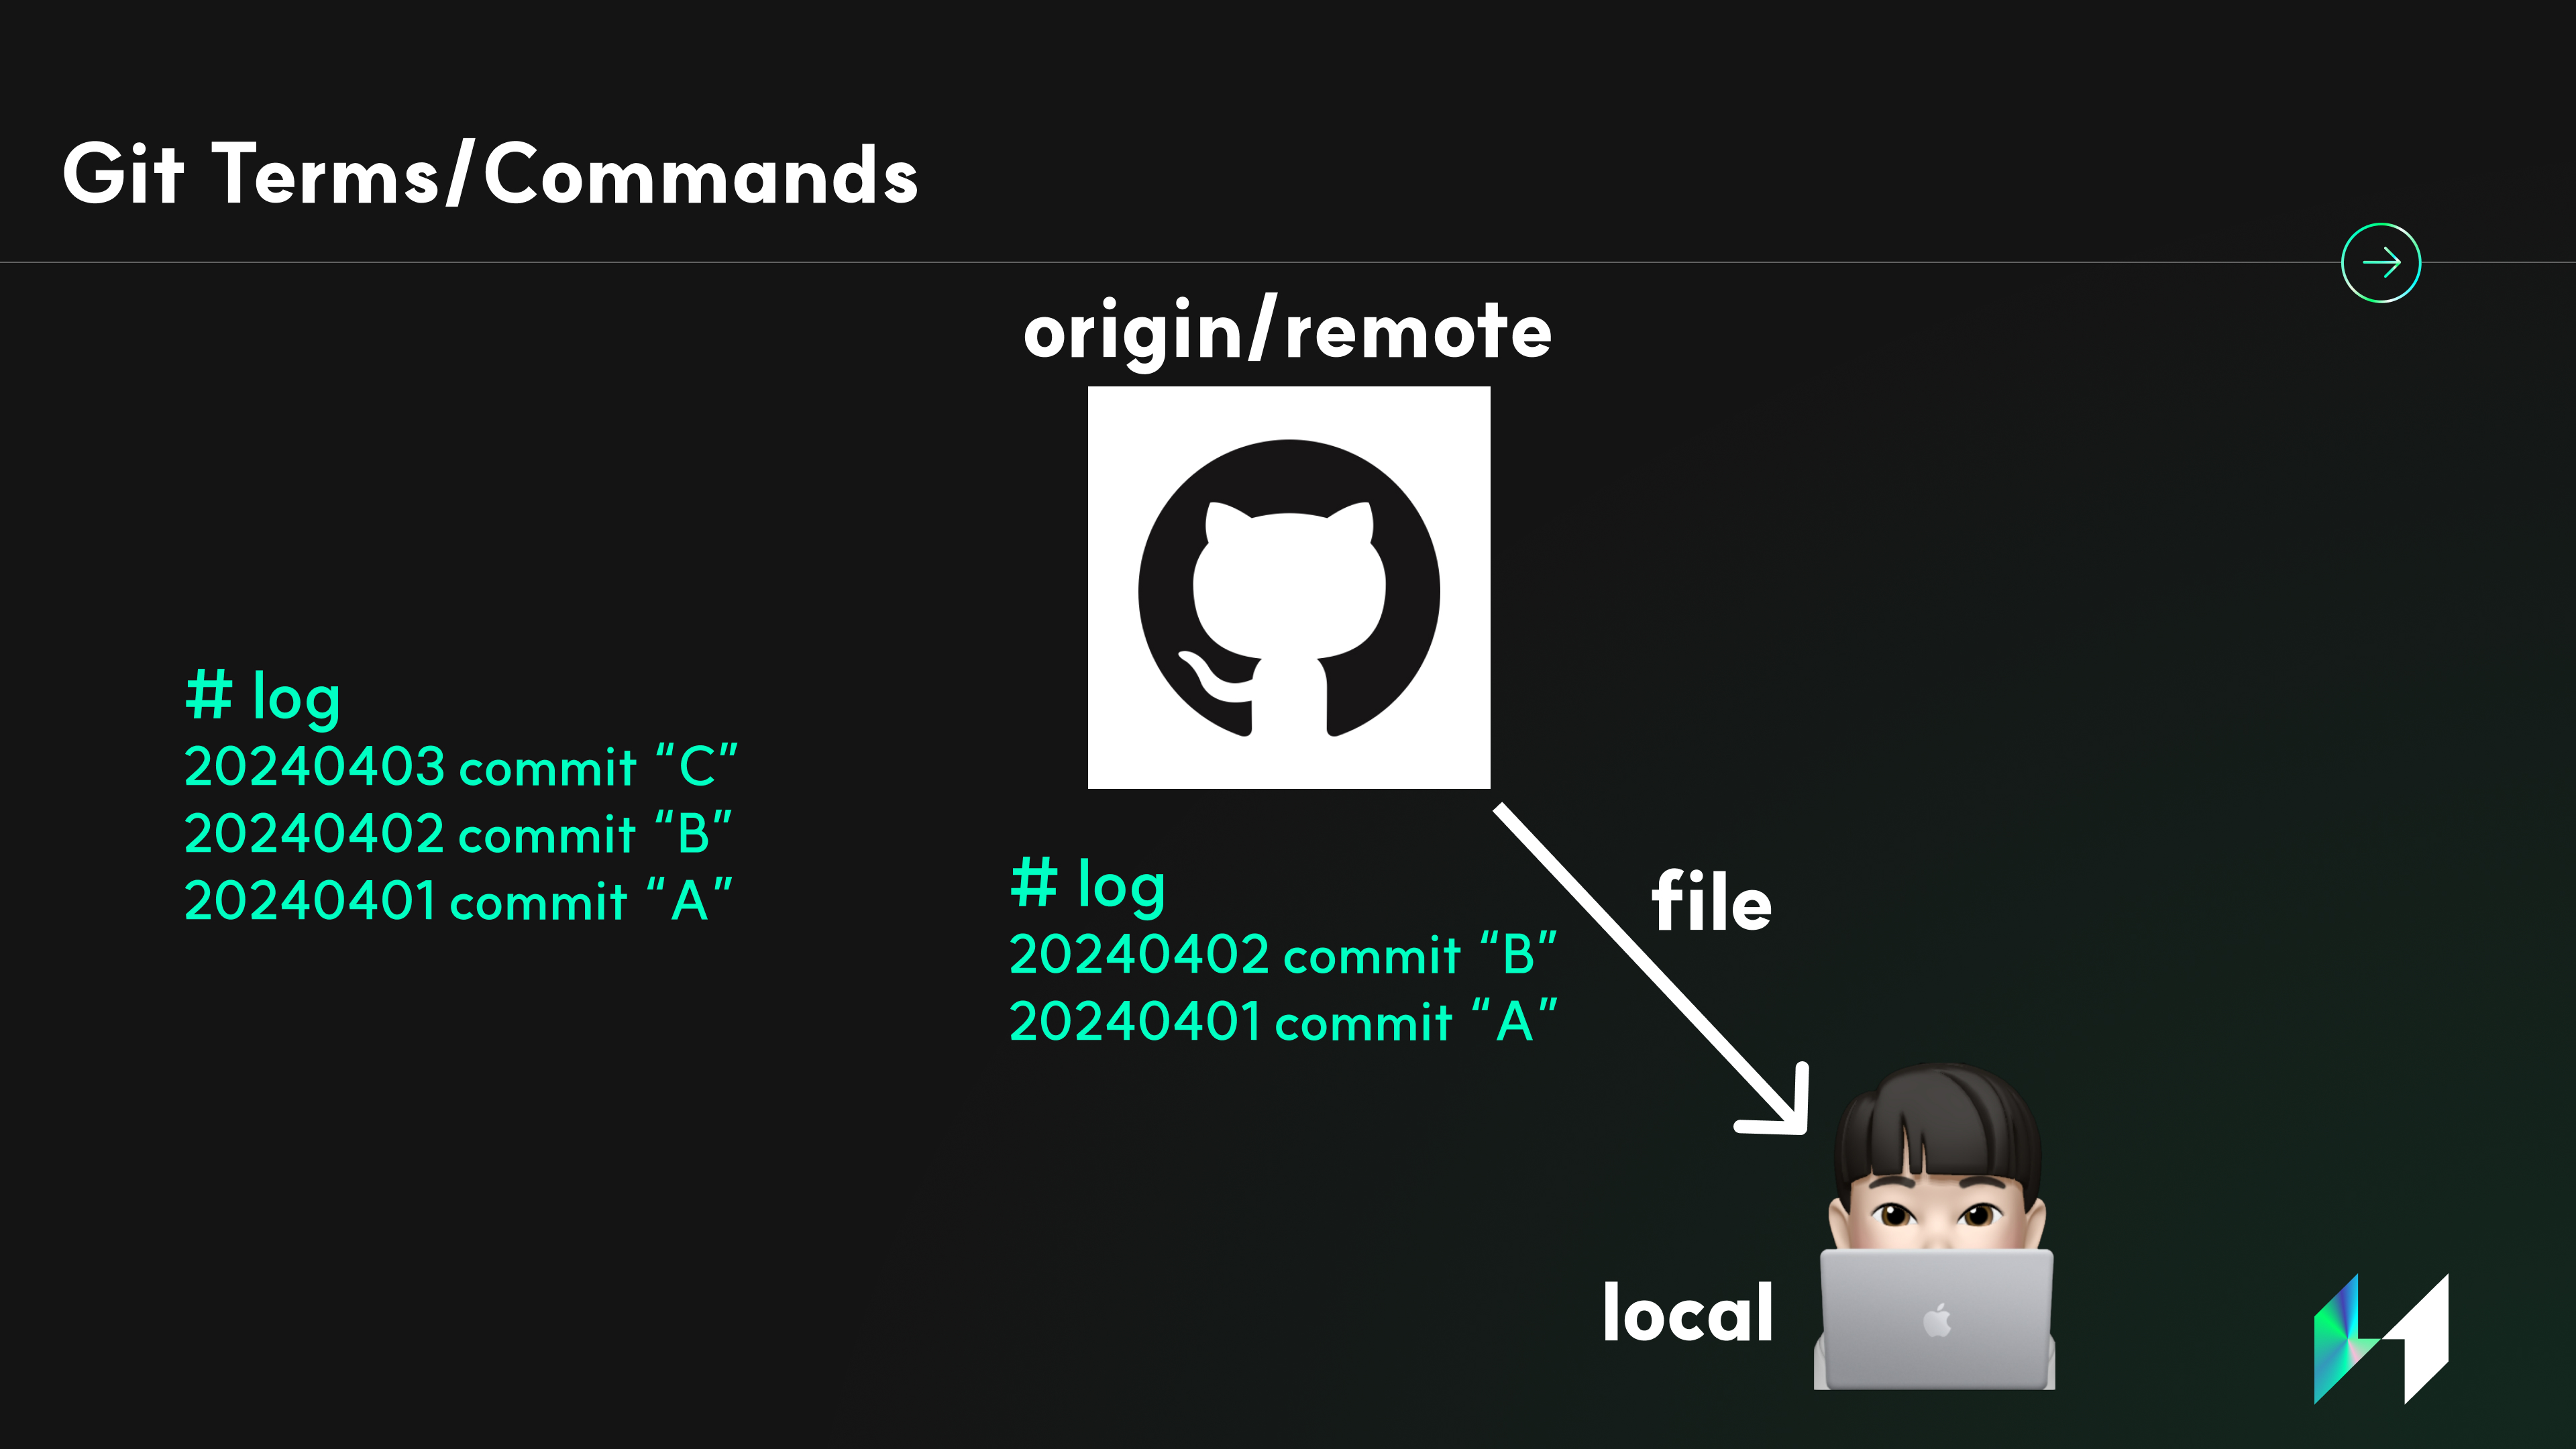 Git Terms/Commands
origin/remote
# log
20240403 commit “C”
20240402 commit “B”
20240401 commit “A”
# log
20240402 commit “B”
20240401 commit “A”
file
local